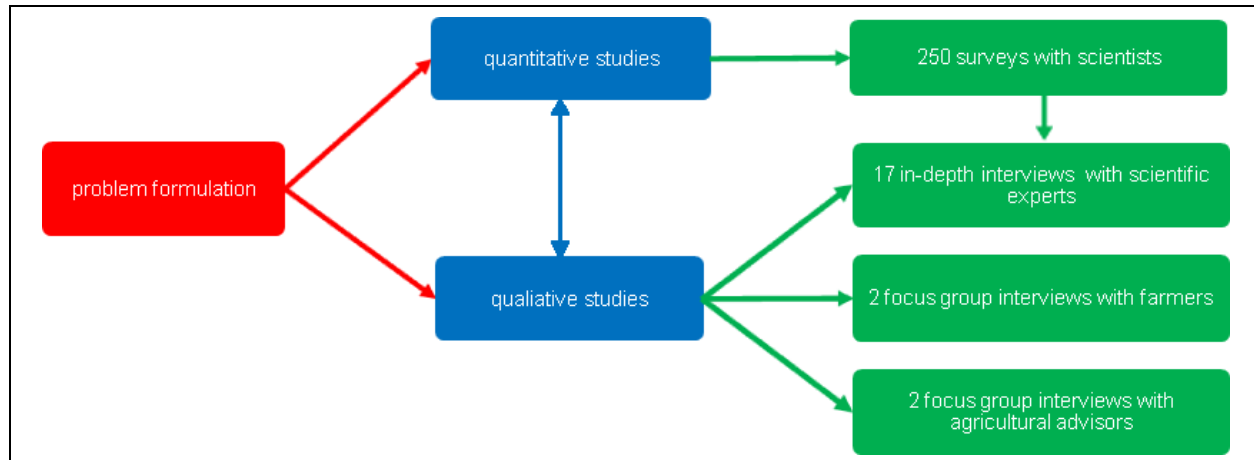 quantitative studies
250 surveys with scientists
problem formulation
17 in-depth interviews with scientific
experts
qualiative studies
2 focus group interviews with farmers
2 focus group interviews with
agricultural advisors